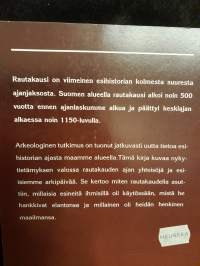 Rautakausi on viimeinen esihistorian kolmesta suuresta
ajanjaksosta. Suomen alueella rautakausi alkoi noin 500
vuotta ennen ajanlaskumme alkua ja päättyi keskiajan
alkaessa noin 1150-luvulla.
Arkeologinen tutkimus on tuonut jatkuvasti uutta tietoa esi-
historian ajasta maamme alueella. Tämä kirja kuvaa nyky-
tietämyksen valossa rautakauden ajan yhteisöjä ja esi-
isiemme arkipäivää. Se kertoo miten rautakaudella asut-
tiin, millaisia esineitä ihmisillä oli käytössään, mistä he
hankkivat elantonsa ja millainen oli heidän henkinen
maailmansa.
HEUREKA